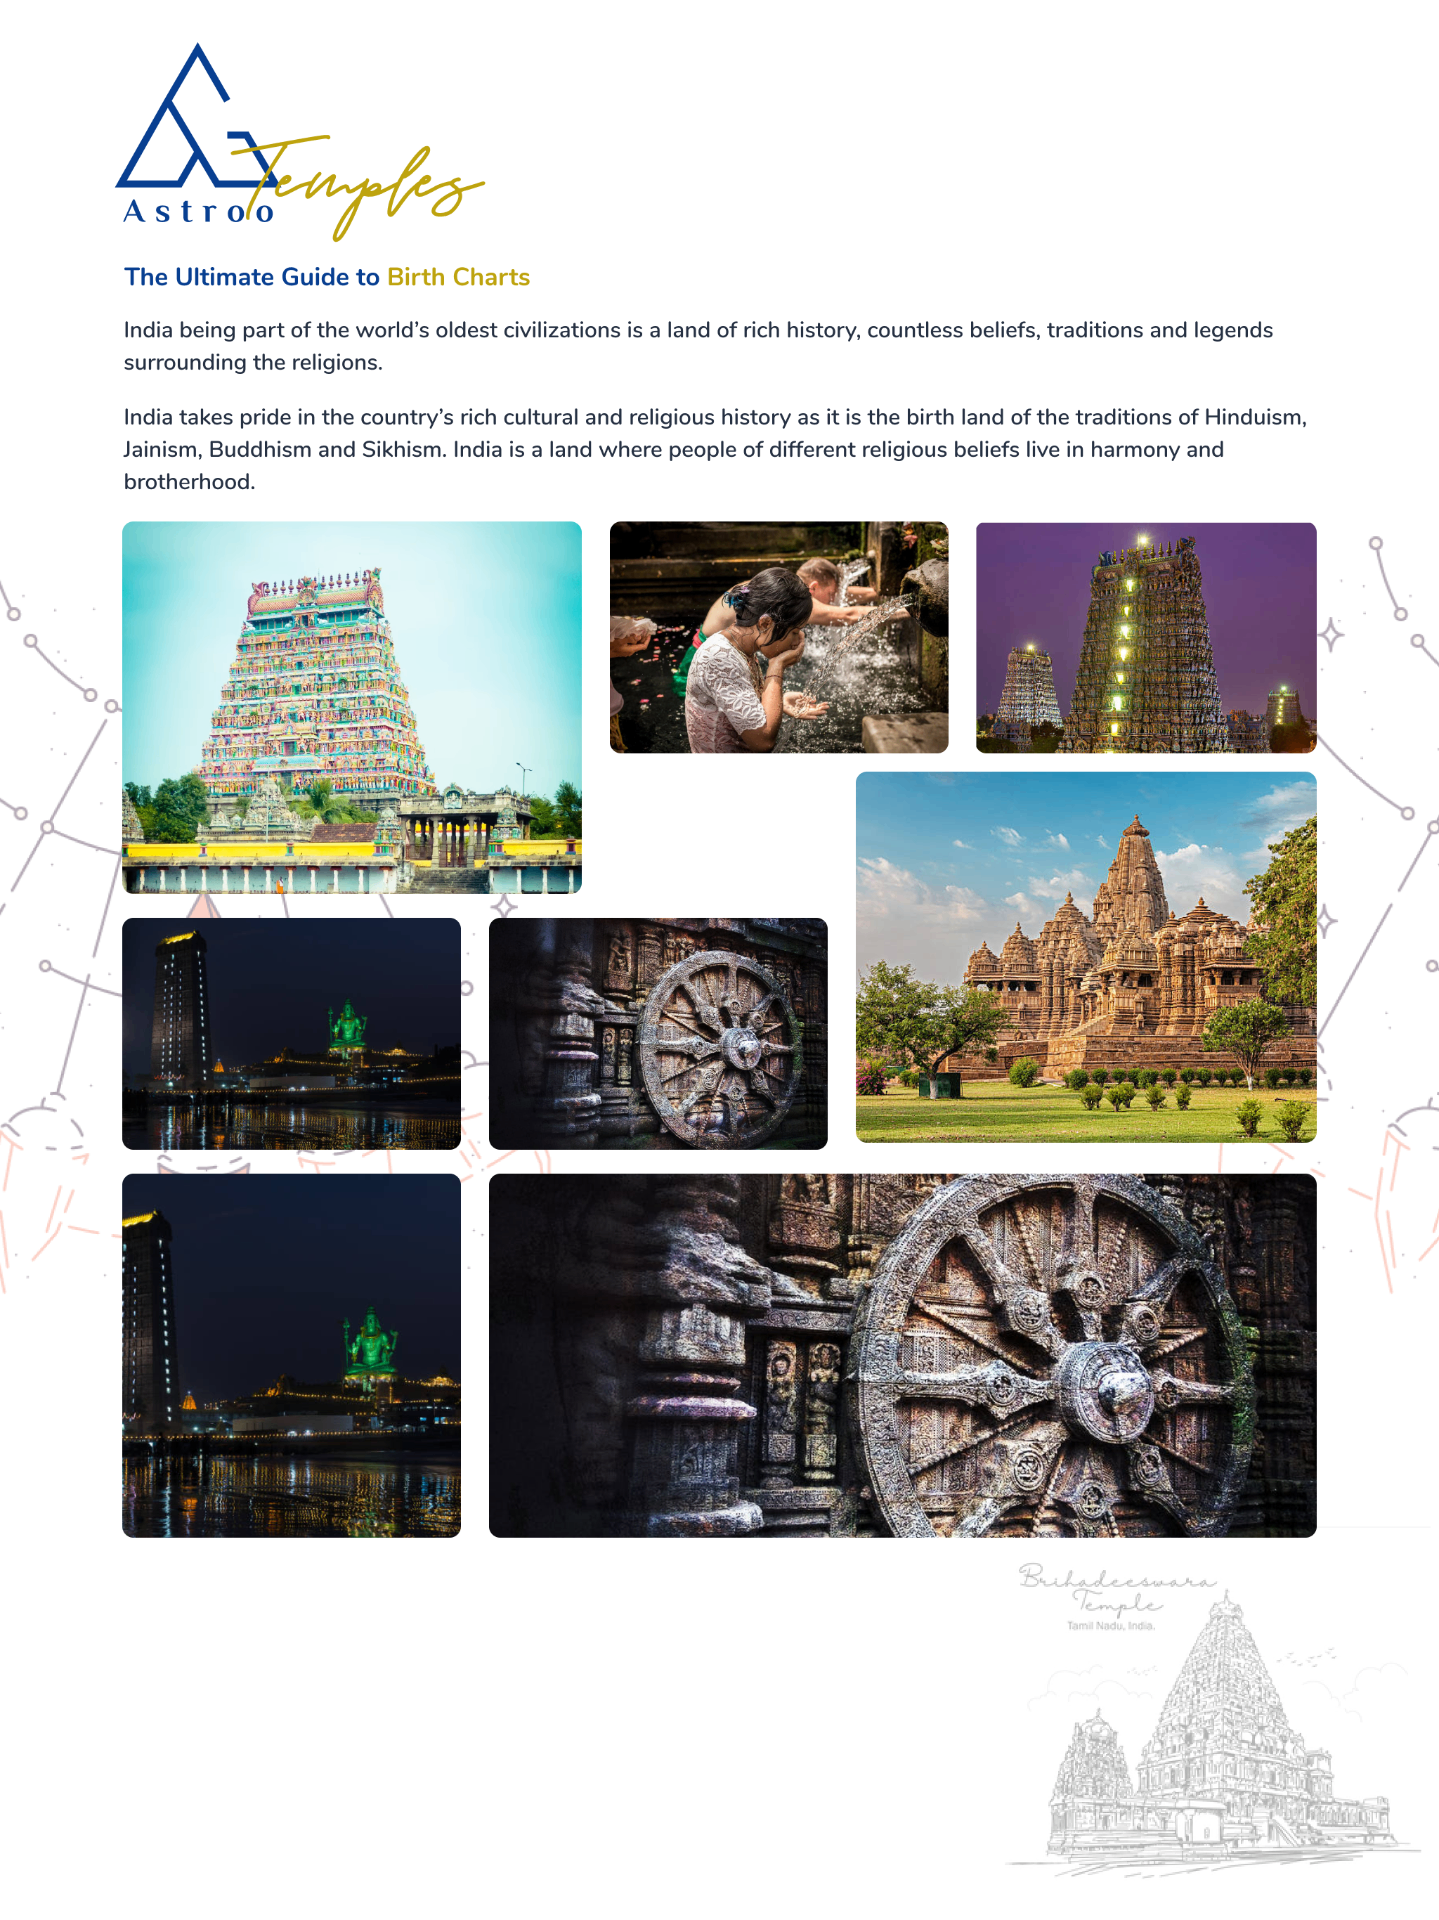 Astroo
Temples
The Ultimate Guide to Birth Charts
India being part of the world’s oldest civilizations is a land of rich history, countless beliefs, traditions and legends
surrounding the religions.
India takes pride in the country’s rich cultural and religious history as it is the birth land of the traditions of Hinduism,
Jainism, Buddhism and Sikhism. India is a land where people of different religious beliefs live in harmony and
brotherhood.
Brihadeeswara
Temple
Tamil Nadu, India.